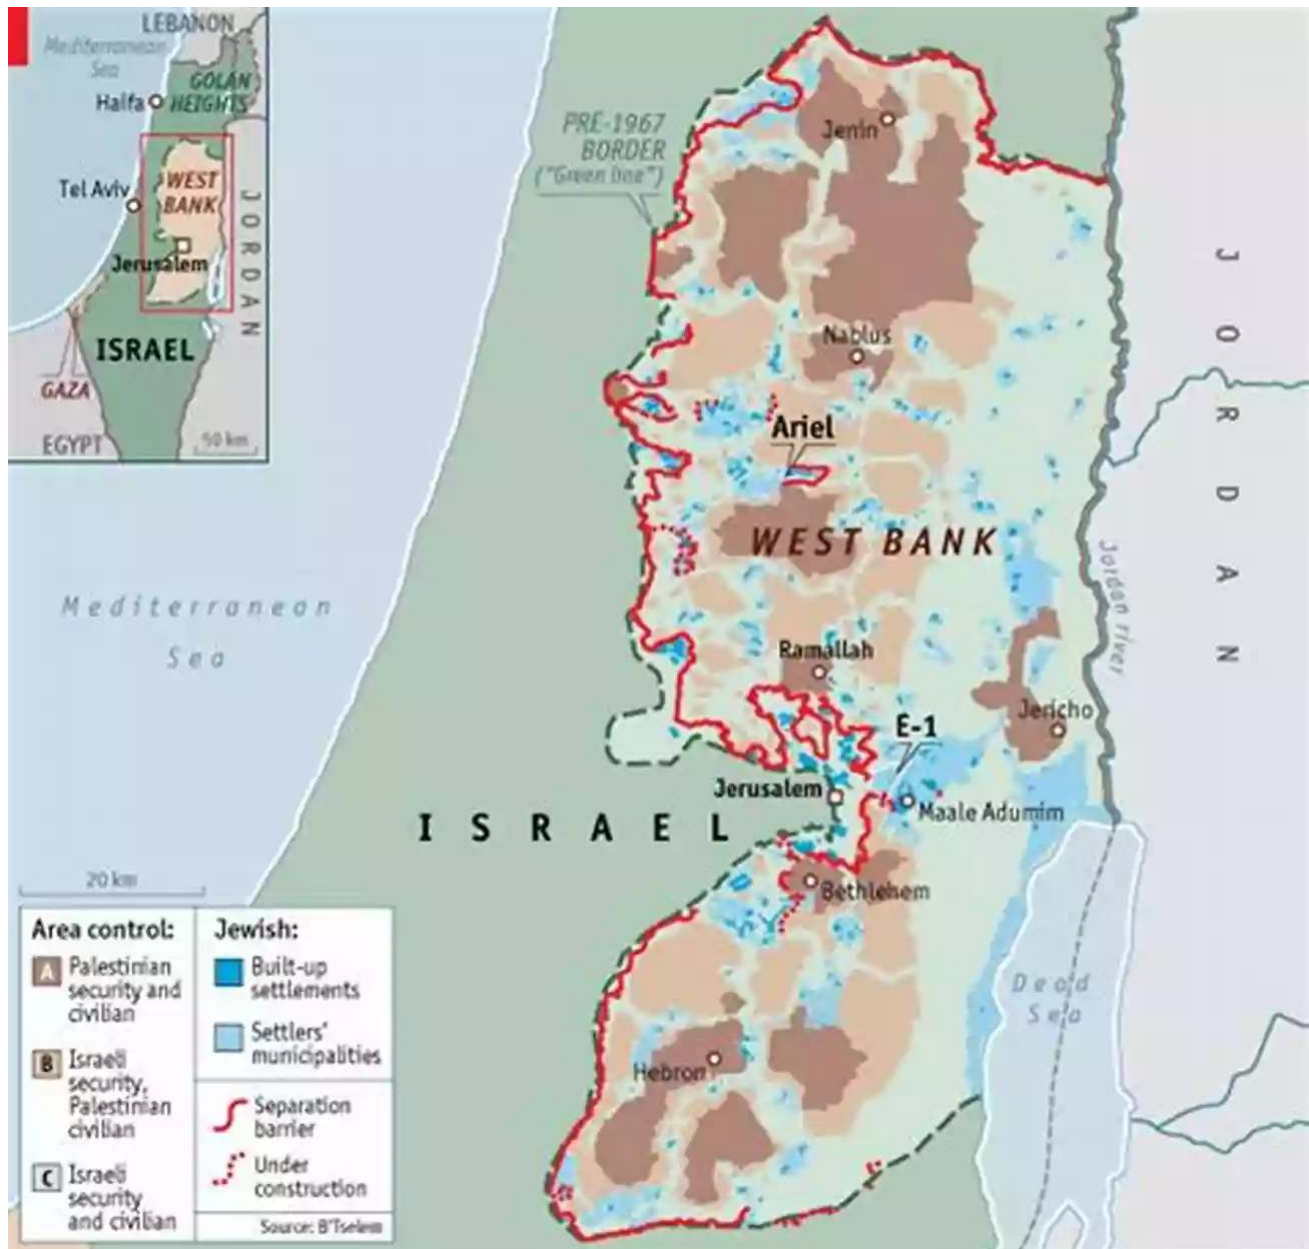 LEBANON
Mediterranean
Sea
GOLAN
HEIGHTS
Haifa
Tel Aviv
WEST
BANK
Jerusalem
JORDAN
ISRAEL
GAZA
EGYPT
50 km
PRE-1967
BORDER
("Green line")
Jenin
Nablus
Ariel
WEST BANK
Ramallah
Jericho
E-1
Jerusalem
Maale Adumim
Bethlehem
Hebron
ISRAEL
Mediterranean
Sea
JORDAN
Jordan river
Dead
Sea
20 km
Area control:
A Palestinian
security and
civilian
B Israeli
security,
Palestinian
civilian
C Israeli
security
and civilian
Jewish:
Built-up
settlements
Settlers'
municipalities
Separation
barrier
Under
construction
Source: B'Tselem